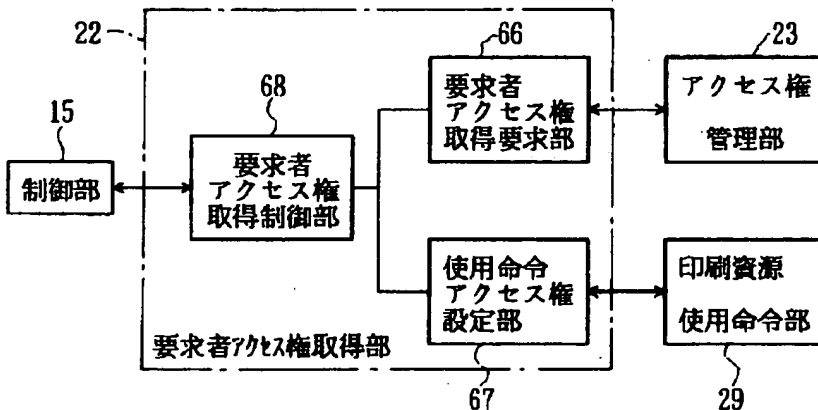 22
66
23
要求者
アクセス権
取得要求部
アクセス権
管理部
68
15
要求者
アクセス権
取得制御部
制御部
使用命令
アクセス権
設定部
印刷資源
使用命令部
要求者アクセス権取得部
67
29